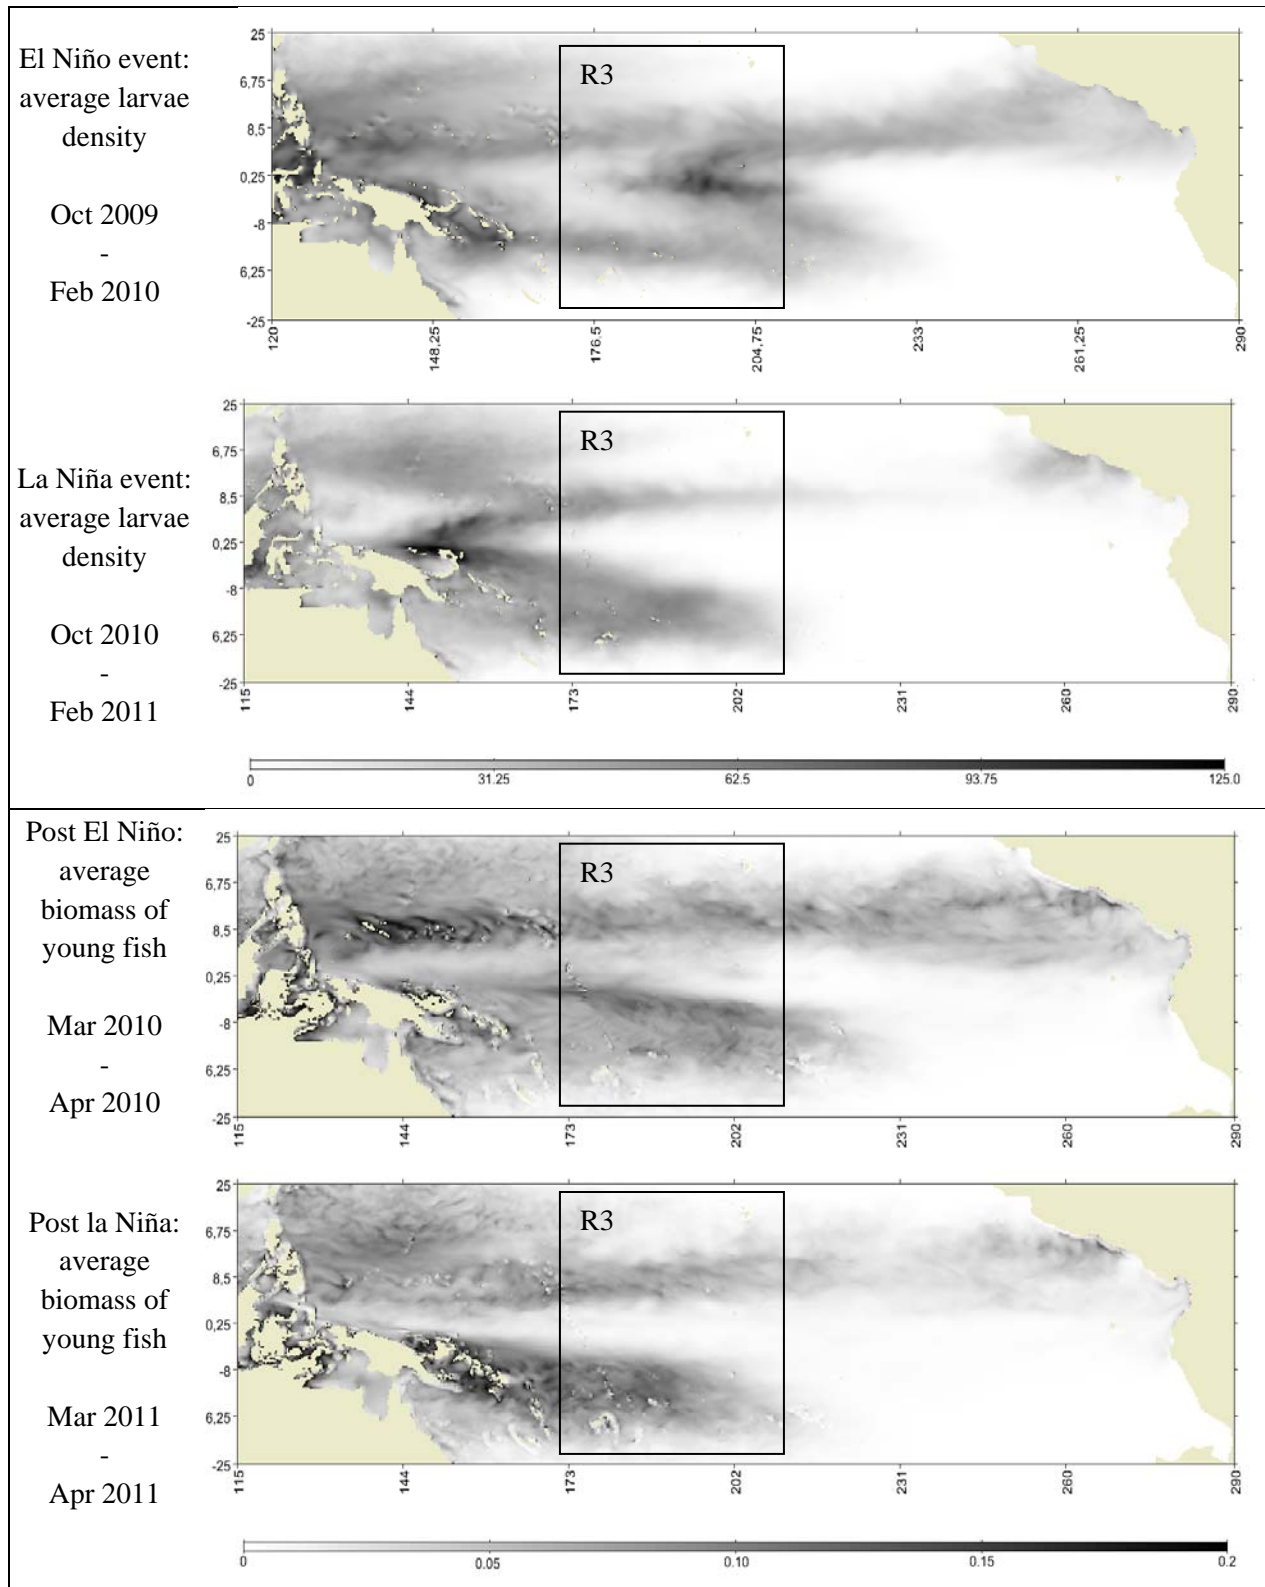 El Niño event:
average larvae
density
Oct 2009
-
Feb 2010
25
6,75
8,5
0,25
-8
6,25
-25
R3
120
148.25
176.5
204.75
233
261.25
290
La Niña event:
average larvae
density
Oct 2010
-
Feb 2011
25
6,75
8,5
0,25
-8
6,25
-25
R3
115
144
173
202
231
260
290
0
31.25
62.5
93.75
125.0
Post El Niño:
average
biomass of
young fish
Mar 2010
-
Apr 2010
25
6,75
8,5
0,25
-8
6,25
-25
R3
115
144
173
202
231
260
290
Post la Niña:
average
biomass of
young fish
Mar 2011
-
Apr 2011
25
6,75
8,5
0,25
-8
6,25
-25
R3
115
144
173
202
231
260
290
0
0.05
0.10
0.15
0.2